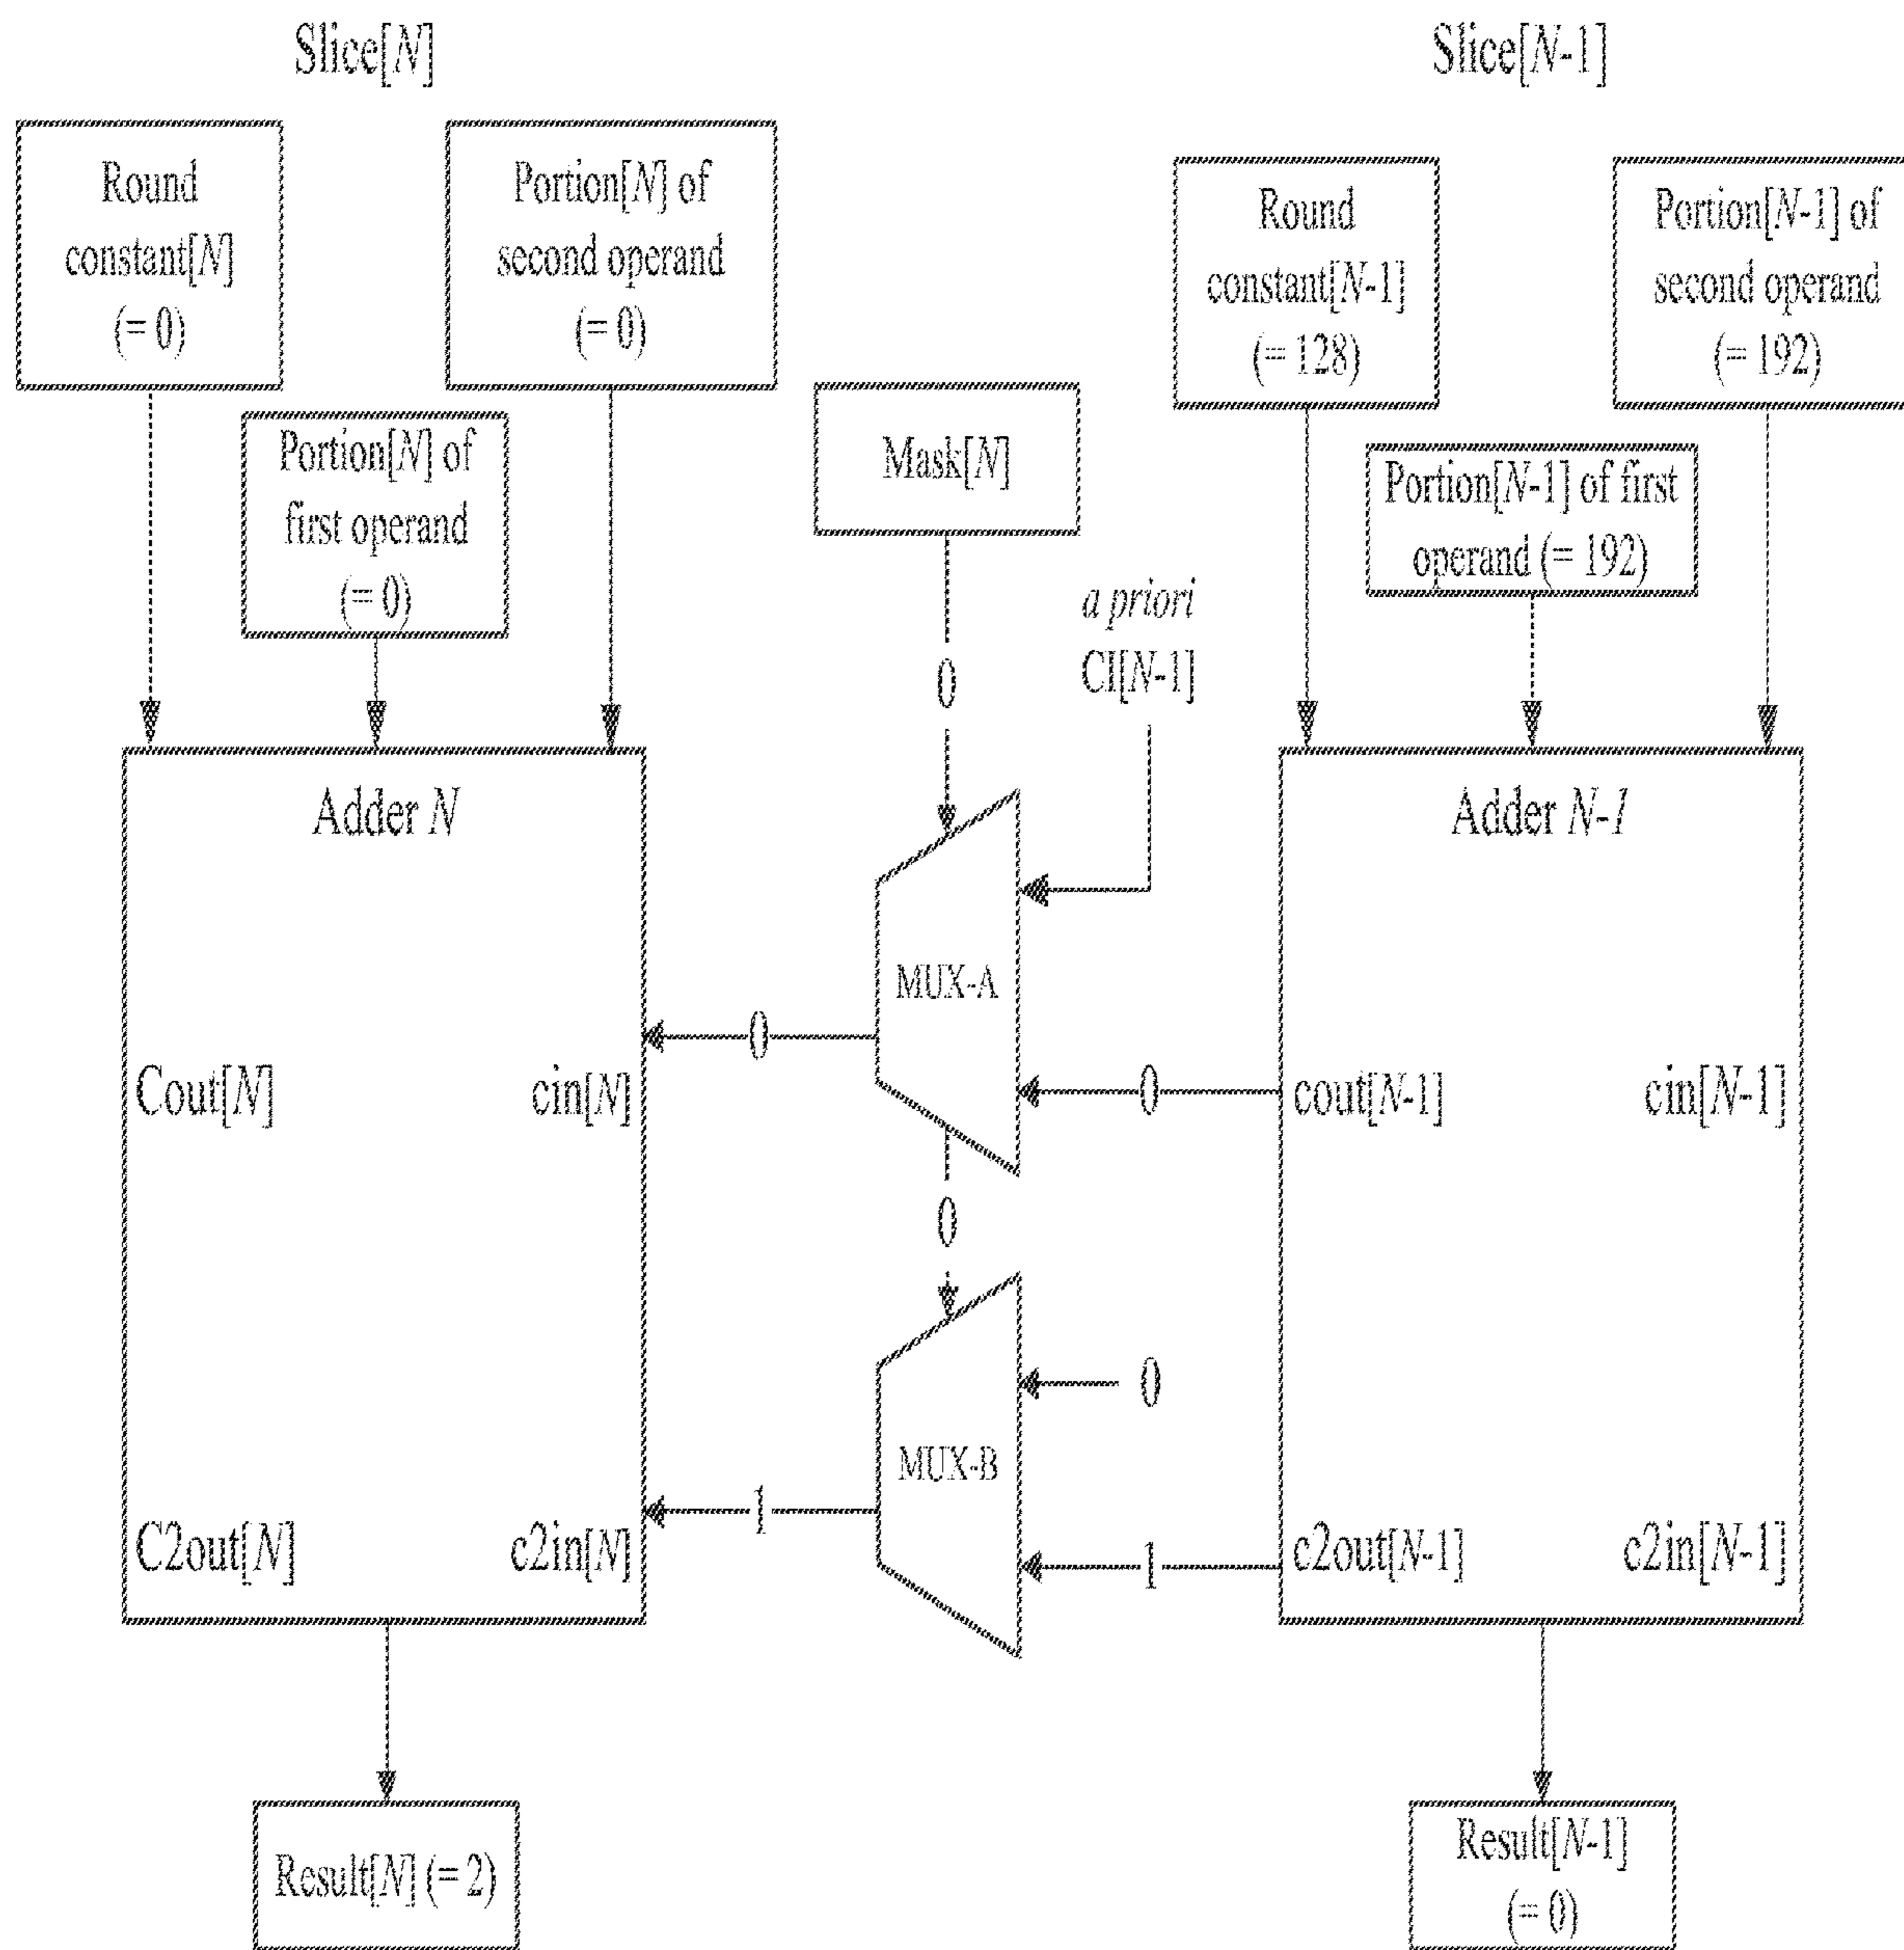 Slice[N]
Slice[N-1]
Round
constant[N]
(= 0)
Portion[N] of
second operand
(= 0)
Round
constant[N-1]
(= 128)
Portion[N-1] of
second operand
(= 192)
Portion[N] of
first operand
(= 0)
Mask[N]
Portion[N-1] of first
operand (= 192)
a priori
CI[N-1]
0
Adder N
Adder N-1
MUX-A
0
Cout[N]
cin[N]
0
cout[N-1]
cin[N-1]
0
0
MUX-B
1
C2out[N]
c2in[N]
1
c2out[N-1]
c2in[N-1]
Result[N] (= 2)
Result[N-1]
(= 0)